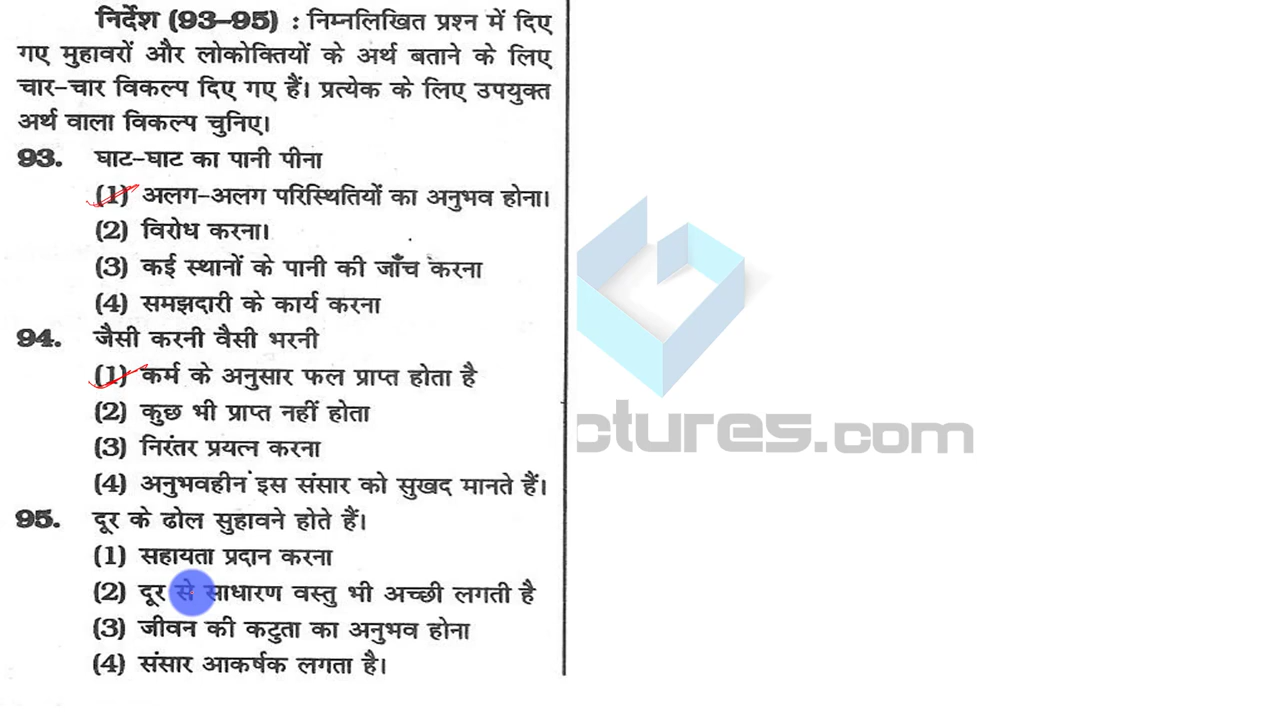 निर्देश (93–95) : निम्नलिखित प्रश्न में दिए
गए मुहावरों और लोकोक्तियों के अर्थ बताने के लिए
चार–चार विकल्प दिए गए हैं। प्रत्येक के लिए उपयुक्त
अर्थ वाला विकल्प चुनिए।
93. घाट–घाट का पानी पीना
(1) अलग–अलग परिस्थितियों का अनुभव होना।
(2) विरोध करना।
(3) कई स्थानों के पानी की जाँच करना
(4) समझदारी के कार्य करना
94. जैसी करनी वैसी भरनी
(1) कर्म के अनुसार फल प्राप्त होता है
(2) कुछ भी प्राप्त नहीं होता
(3) निरंतर प्रयत्न करना
(4) अनुभवहीन इस संसार को सुखद मानते हैं।
95. दूर के ढोल सुहावने होते हैं।
(1) सहायता प्रदान करना
(2) दूर से साधारण वस्तु भी अच्छी लगती है
(3) जीवन की कटुता का अनुभव होना
(4) संसार आकर्षक लगता है।
ctures.com